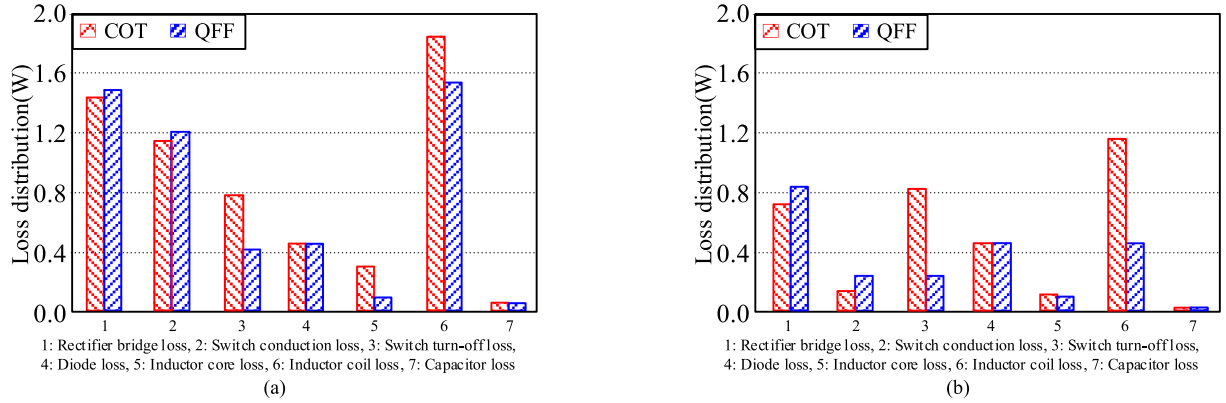 COT QFF
Loss distribution(W)
2.0
1.6
1.2
0.8
0.4
0.0
1 2 3 4 5 6 7
1: Rectifier bridge loss, 2: Switch conduction loss, 3: Switch turn-off loss,
4: Diode loss, 5: Inductor core loss, 6: Inductor coil loss, 7: Capacitor loss
(a)
COT QFF
Loss distribution(W)
2.0
1.6
1.2
0.8
0.4
0.0
1 2 3 4 5 6 7
1: Rectifier bridge loss, 2: Switch conduction loss, 3: Switch turn-off loss,
4: Diode loss, 5: Inductor core loss, 6: Inductor coil loss, 7: Capacitor loss
(b)